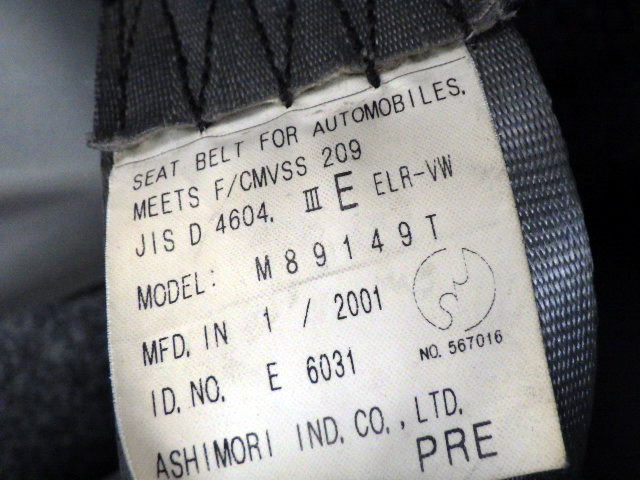 SEAT BELT FOR AUTOMOBILES.
MEETS F/CMVSS 209
JIS D 4604. III E ELR-VW
MODEL: M89149T
MFD. IN 1 / 2001
NO. 567016
ID. NO. E 6031
ASHIMORI IND. CO., LTD.
PRE